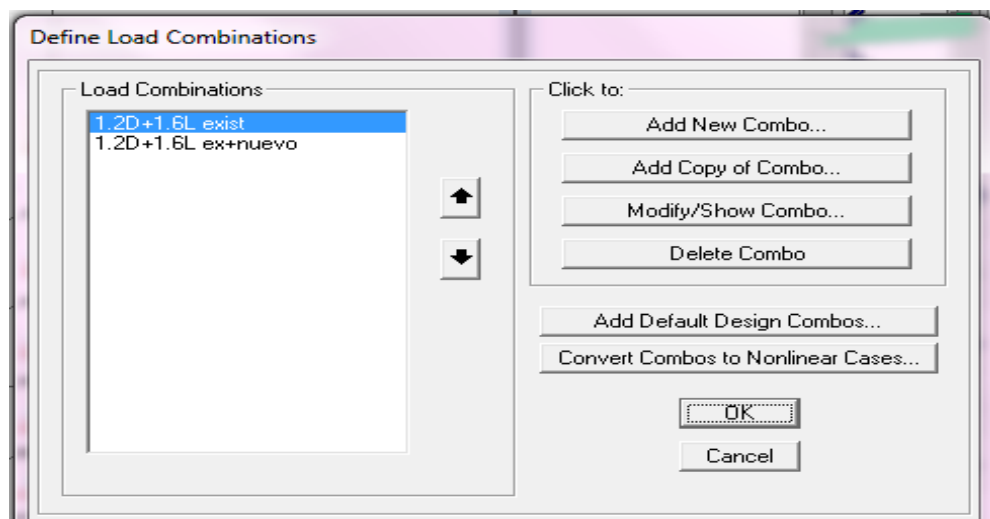 Define Load Combinations
Load Combinations
1.2D+1.6L exist
1.2D+1.6L ex+nuevo
Click to:
Add New Combo...
Add Copy of Combo...
Modify/Show Combo...
Delete Combo
Add Default Design Combos...
Convert Combos to Nonlinear Cases...
OK
Cancel